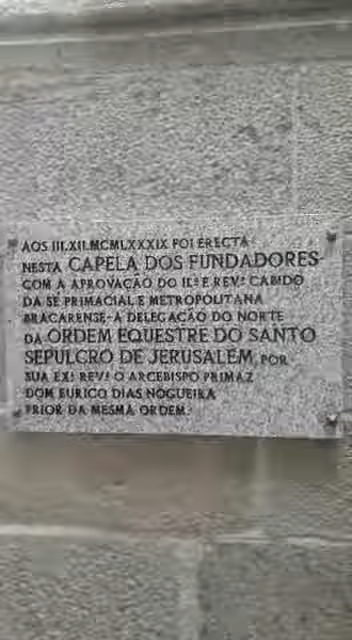 AOS III.XII.MCMLXXXIX FOI ERECTA
NESTA CAPELA DOS FUNDADORES
COM A APROVAÇÃO DO IL.º E REV.º CABIDO
DA SÉ PRIMACIAL E METROPOLITANA
BRACARENSE-A DELEGAÇÃO DO NORTE
DA ORDEM EQUESTRE DO SANTO
SEPULCRO DE JERUSALÉM, POR
SUA EX.ª REV.ª O ARCEBISPO PRIMAZ
DOM EURICO DIAS NOGUEIRA
PRIOR DA MESMA ORDEM.